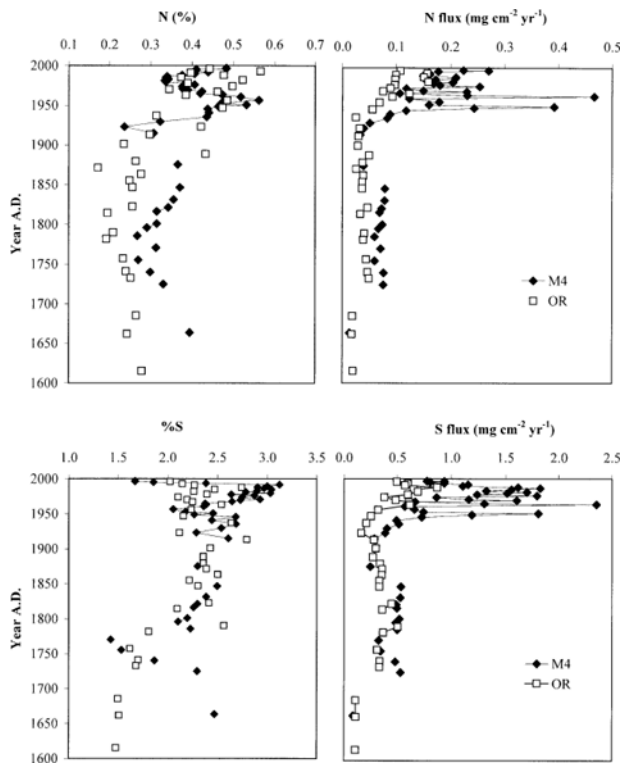 N (%)
0.1 0.2 0.3 0.4 0.5 0.6 0.7
N flux (mg cm⁻² yr⁻¹)
0.0 0.1 0.2 0.3 0.4 0.5
2000
1950
1900
1850
1800
1750
1700
1650
1600
Year A.D.
M4
OR
%S
1.0 1.5 2.0 2.5 3.0 3.5
S flux (mg cm⁻² yr⁻¹)
0.0 0.5 1.0 1.5 2.0 2.5
2000
1950
1900
1850
1800
1750
1700
1650
1600
Year A.D.
M4
OR